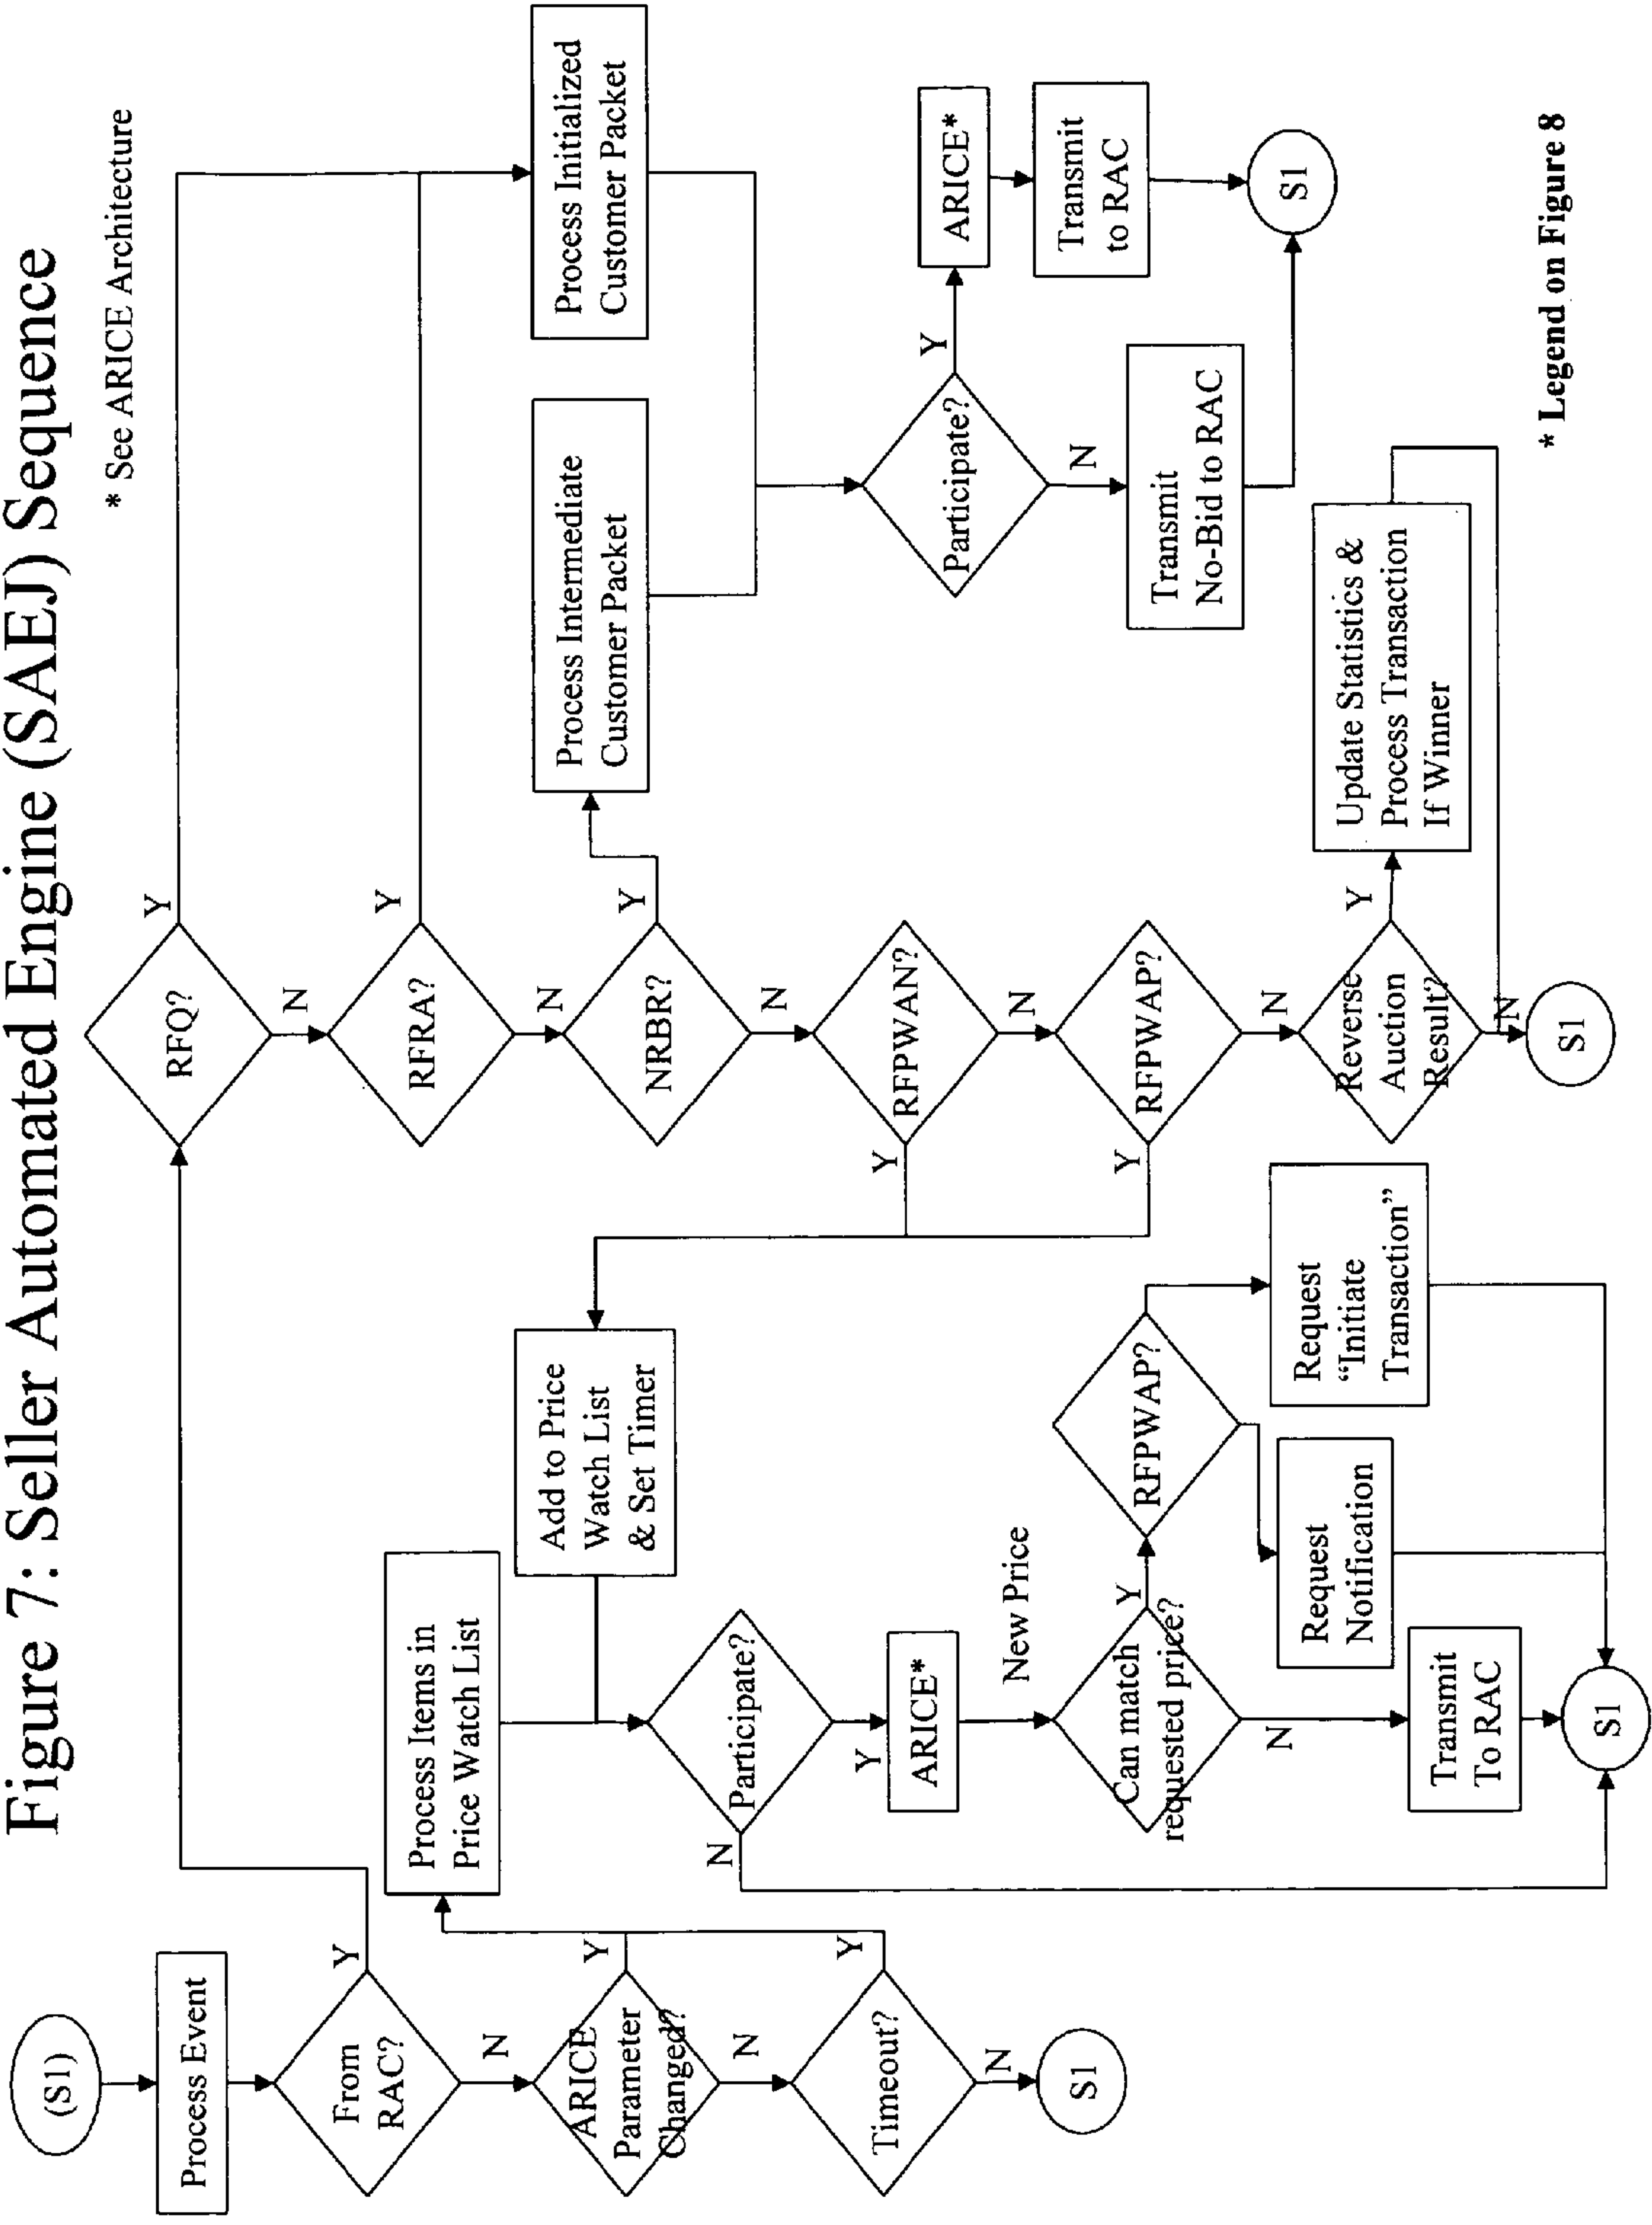 Figure 7: Seller Automated Engine (SAEJ) Sequence
* See ARICE Architecture
(S1)
Process Event
From
RAC?
Y
N
ARICE
Parameter
Changed?
Y
N
Timeout?
Y
N
S1
Process Items in
Price Watch List
Add to Price
Watch List
& Set Timer
Participate?
N
Y
ARICE*
New Price
Can match
requested price?
Y
N
RFPWAP?
Request
Notification
Request
“Initiate
Transaction”
Transmit
To RAC
S1
RFQ?
Y
N
RFRA?
Y
N
NRBR?
Y
N
RFPWAN?
Y
N
RFPWAP?
Y
N
Reverse
Auction
Result?
Y
N
S1
Update Statistics &
Process Transaction
If Winner
Process Intermediate
Customer Packet
Process Initialized
Customer Packet
Participate?
Y
N
ARICE*
Transmit
to RAC
Transmit
No-Bid to RAC
S1
* Legend on Figure 8